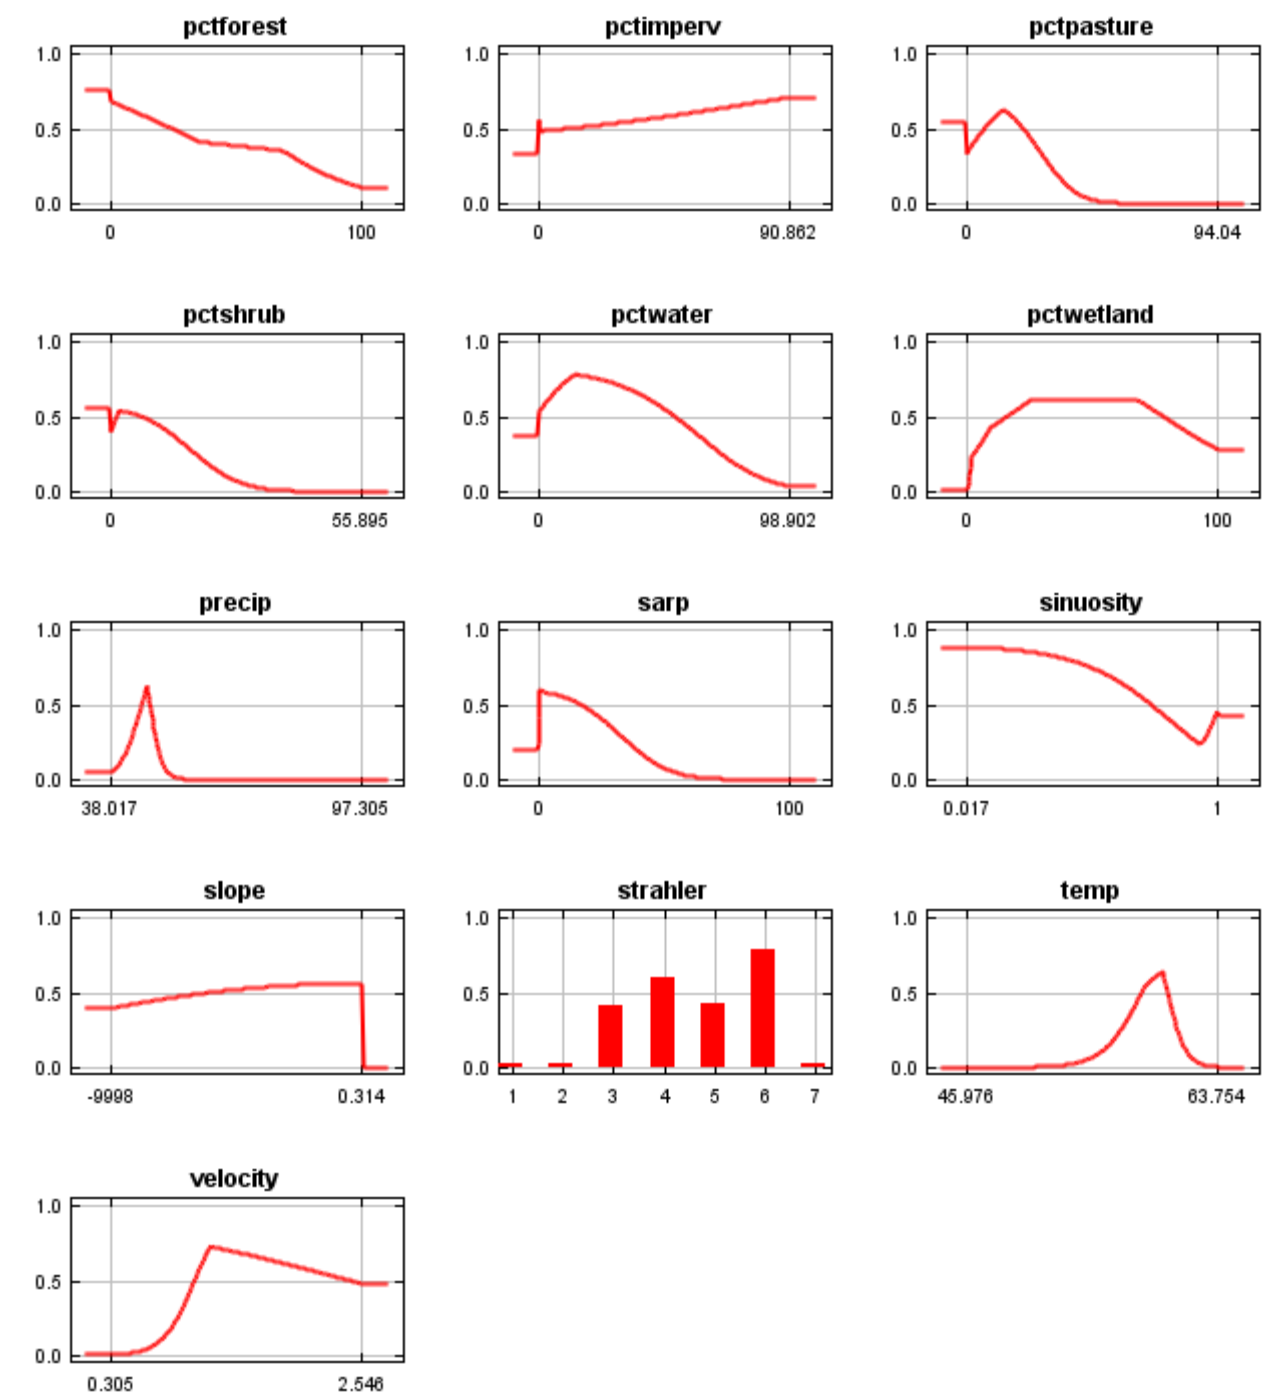 pctforest pctimperv pctpasture
1.0 1.0 1.0
0.5 0.5 0.5
0.0 0.0 0.0
0 100 0 90.862 0 94.04
pctshrub pctwater pctwetland
1.0 1.0 1.0
0.5 0.5 0.5
0.0 0.0 0.0
0 55.895 0 98.902 0 100
precip sarp sinuosity
1.0 1.0 1.0
0.5 0.5 0.5
0.0 0.0 0.0
38.017 97.305 0 100 0.017 1
slope strahler temp
1.0 1.0 1.0
0.5 0.5 0.5
0.0 0.0 0.0
-9998 0.314 1 2 3 4 5 6 7 45.976 63.754
velocity
1.0
0.5
0.0
0.305 2.546